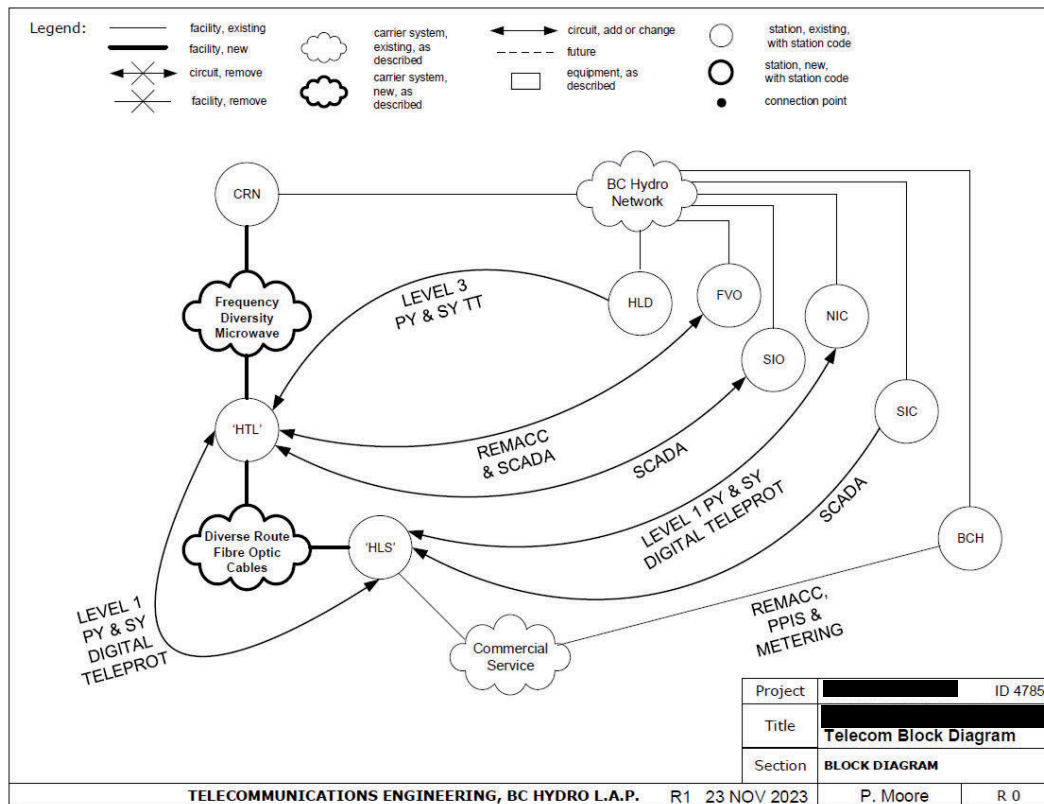 Legend:
facility, existing
facility, new
circuit, remove
facility, remove
carrier system,
existing, as
described
carrier system,
new, as
described
circuit, add or change
future
equipment, as
described
station, existing,
with station code
station, new,
with station code
connection point
CRN
BC Hydro
Network
Frequency
Diversity
Microwave
LEVEL 3
PY & SY TT
HLD
FVO
NIC
SIO
SIC
'HTL'
REMACC
& SCADA
SCADA
LEVEL 1 PY & SY
DIGITAL TELEPROT
SCADA
Diverse Route
Fibre Optic
Cables
'HLS'
BCH
LEVEL 1
PY & SY
DIGITAL
TELEPROT
Commercial
Service
REMACC,
PPIS &
METERING
Project ID 4785
Title
Telecom Block Diagram
Section BLOCK DIAGRAM
TELECOMMUNICATIONS ENGINEERING, BC HYDRO L.A.P. R1 23 NOV 2023 P. Moore R 0